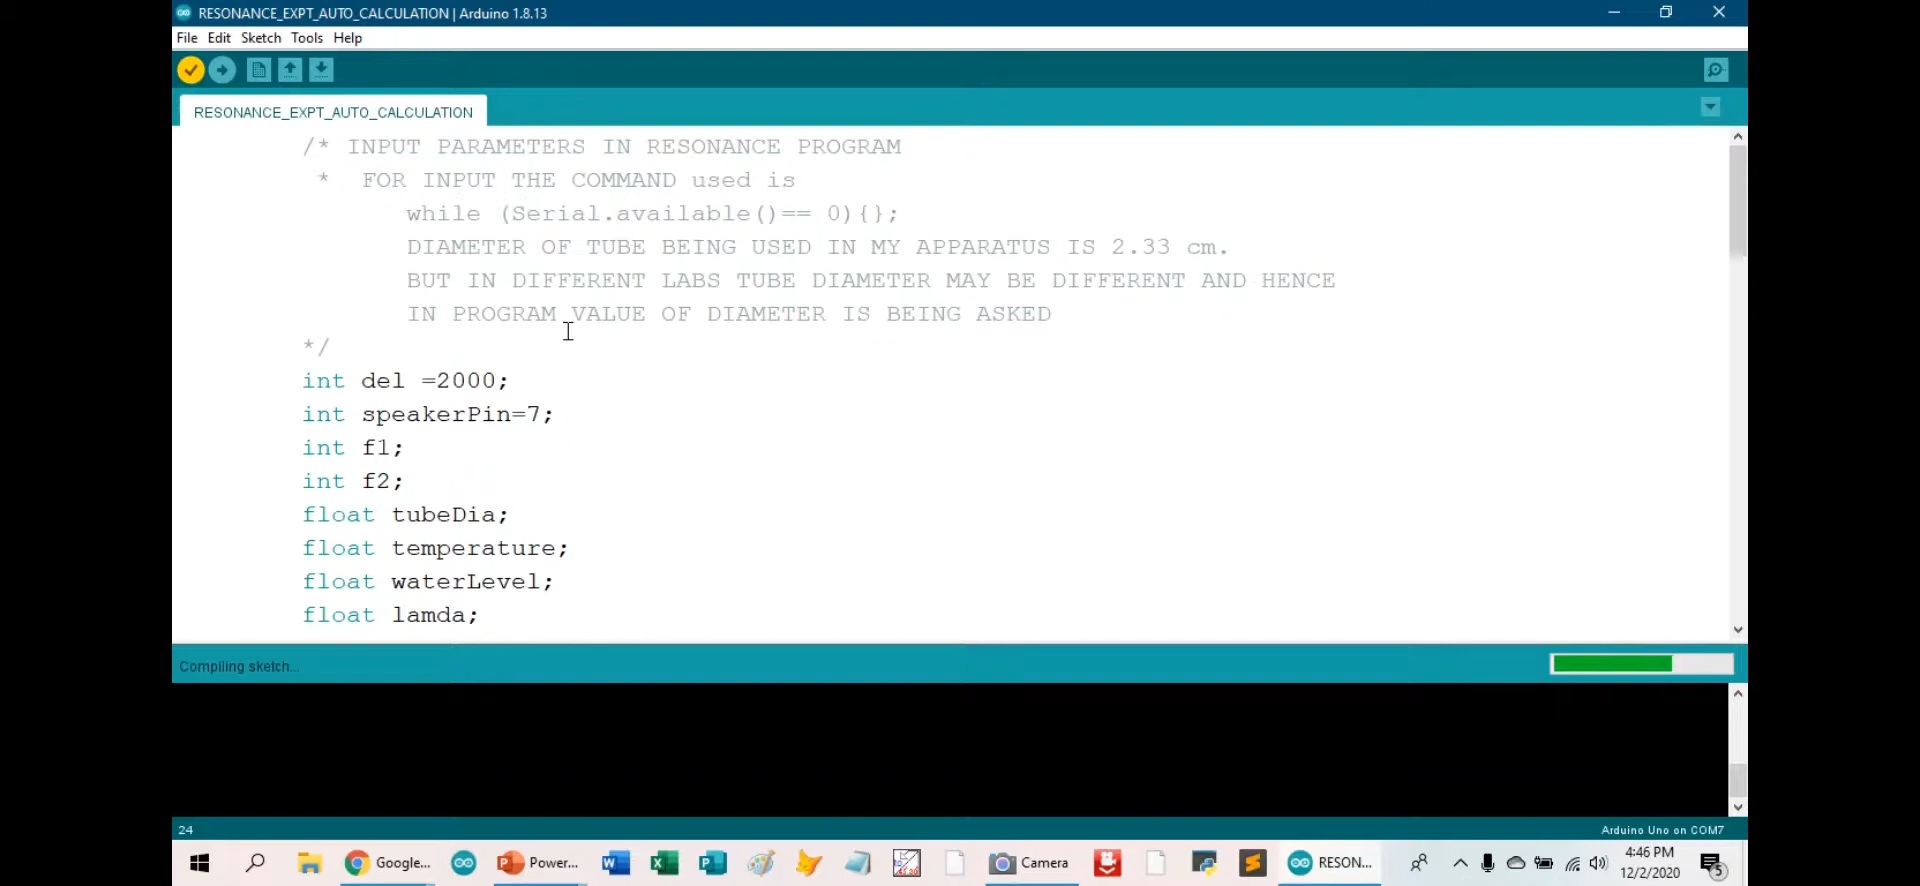 RESONANCE_EXPT_AUTO_CALCULATION | Arduino 1.8.13
File Edit Sketch Tools Help
RESONANCE_EXPT_AUTO_CALCULATION
/* INPUT PARAMETERS IN RESONANCE PROGRAM
* FOR INPUT THE COMMAND used is
while (Serial.available()== 0){};
DIAMETER OF TUBE BEING USED IN MY APPARATUS IS 2.33 cm.
BUT IN DIFFERENT LABS TUBE DIAMETER MAY BE DIFFERENT AND HENCE
IN PROGRAM VALUE OF DIAMETER IS BEING ASKED
*/
int del =2000;
int speakerPin=7;
int f1;
int f2;
float tubeDia;
float temperature;
float waterLevel;
float lamda;
Compiling sketch...
24
Arduino Uno on COM7
Google...
Power...
Camera
RESON...
4:46 PM
12/2/2020
5